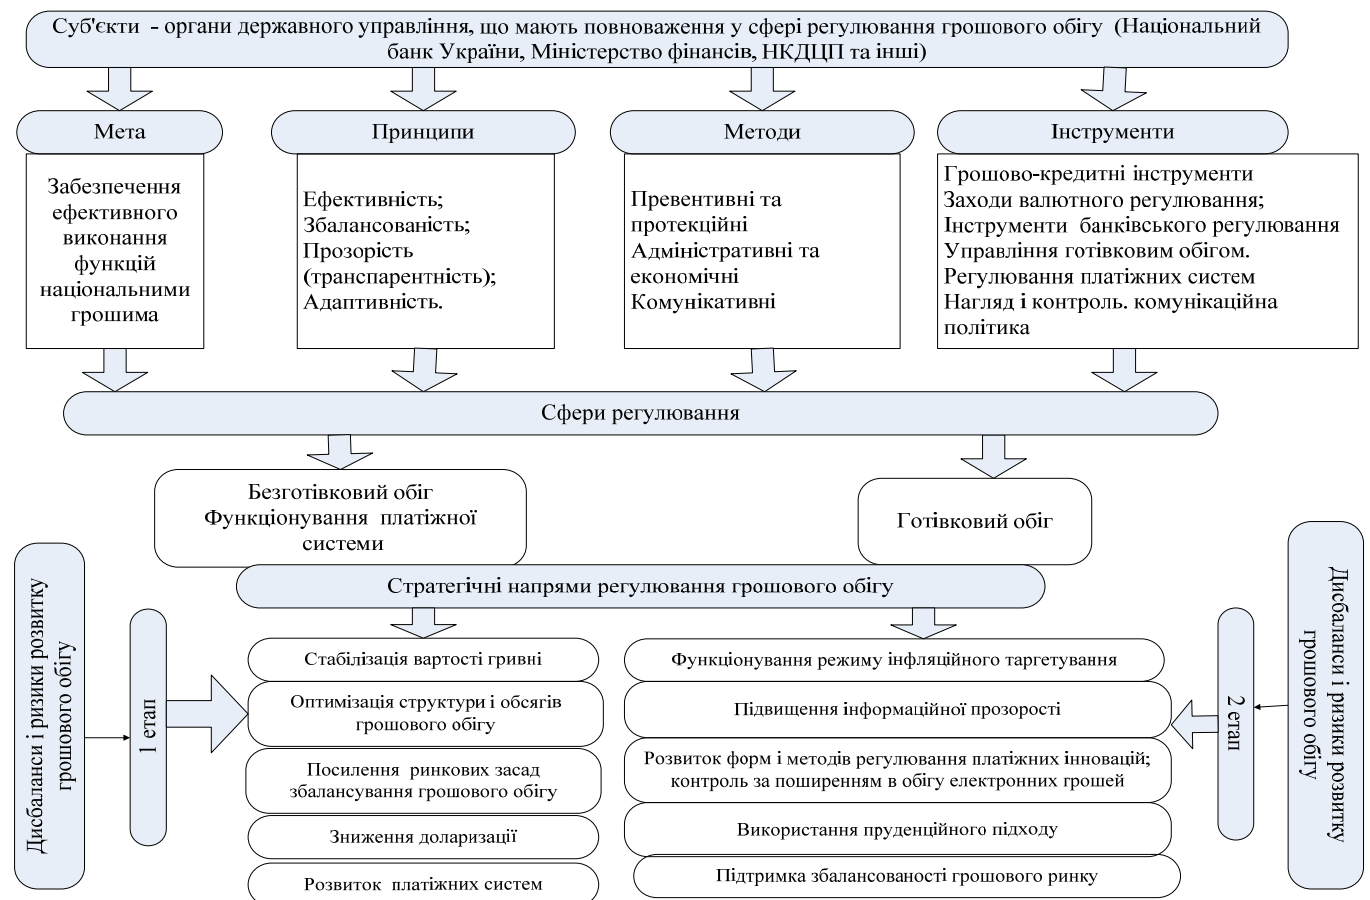 Суб'єкти - органи державного управління, що мають повноваження у сфері регулювання грошового обігу (Національний
банк України, Міністерство фінансів, НКДЦП та інші)
Мета
Принципи
Методи
Інструменти
Забезпечення
ефективного
виконання
функцій
національними
грошима
Ефективність;
Збалансованість;
Прозорість
(транспарентність);
Адаптивність.
Превентивні та
протекційні
Адміністративні та
економічні
Комунікативні
Грошово-кредитні інструменти
Заходи валютного регулювання;
Інструменти банківського регулювання
Управління готівковим обігом.
Регулювання платіжних систем
Нагляд і контроль. комунікаційна
політика
Сфери регулювання
Безготівковий обіг
Функціонування платіжної
системи
Готівковий обіг
Стратегічні напрями регулювання грошового обігу
Дисбаланси і ризики розвитку
грошового обігу
1 етап
Стабілізація вартості гривні
Оптимізація структури і обсягів
грошового обігу
Посилення ринкових засад
збалансування грошового обігу
Зниження доларизації
Розвиток платіжних систем
Функціонування режиму інфляційного таргетування
Підвищення інформаційної прозорості
Розвиток форм і методів регулювання платіжних інновацій;
контроль за поширенням в обігу електронних грошей
Використання пруденційного підходу
Підтримка збалансованості грошового ринку
2 етап
Дисбаланси і ризики розвитку
грошового обігу